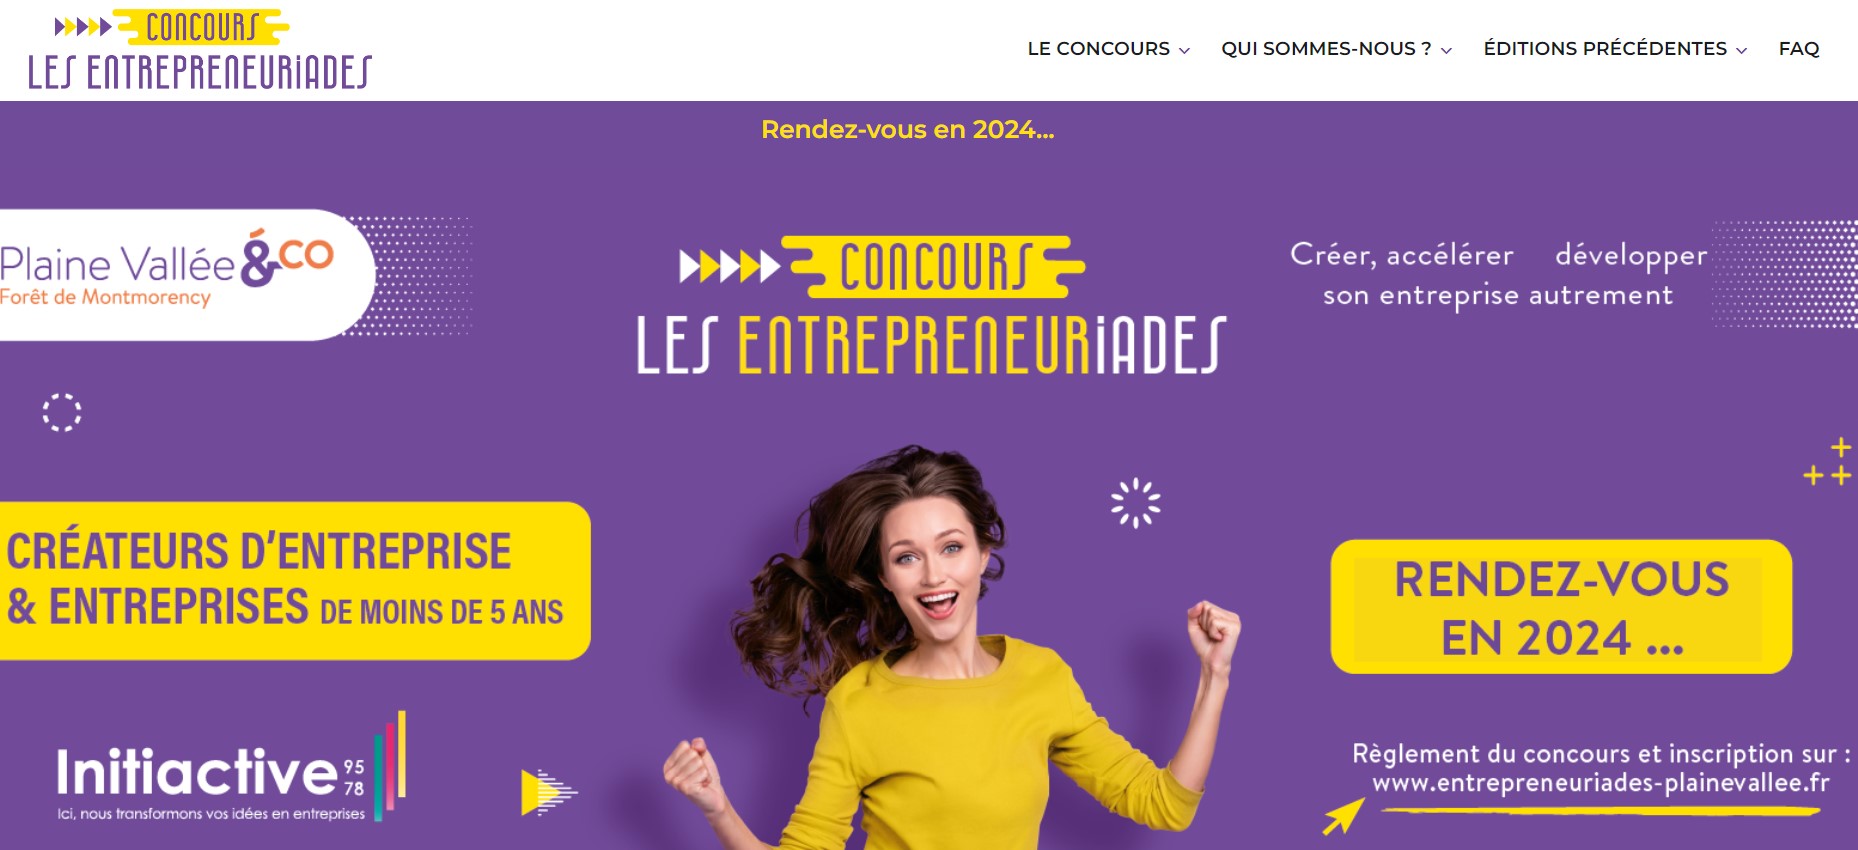 CONCOURS
LES ENTREPRENEURiADES
LE CONCOURS
QUI SOMMES-NOUS ?
ÉDITIONS PRÉCÉDENTES
FAQ
Rendez-vous en 2024...
Plaine Vallée &CO
Forêt de Montmorency
CONCOURS
LES ENTREPRENEURiADES
Créer, accélérer développer
son entreprise autrement
CRÉATEURS D'ENTREPRISE
& ENTREPRISES DE MOINS DE 5 ANS
RENDEZ-VOUS
EN 2024 ...
Initiactive 95
78
Ici, nous transformons vos idées en entreprises
Règlement du concours et inscription sur :
www.entrepreneuriades-plainevallee.fr